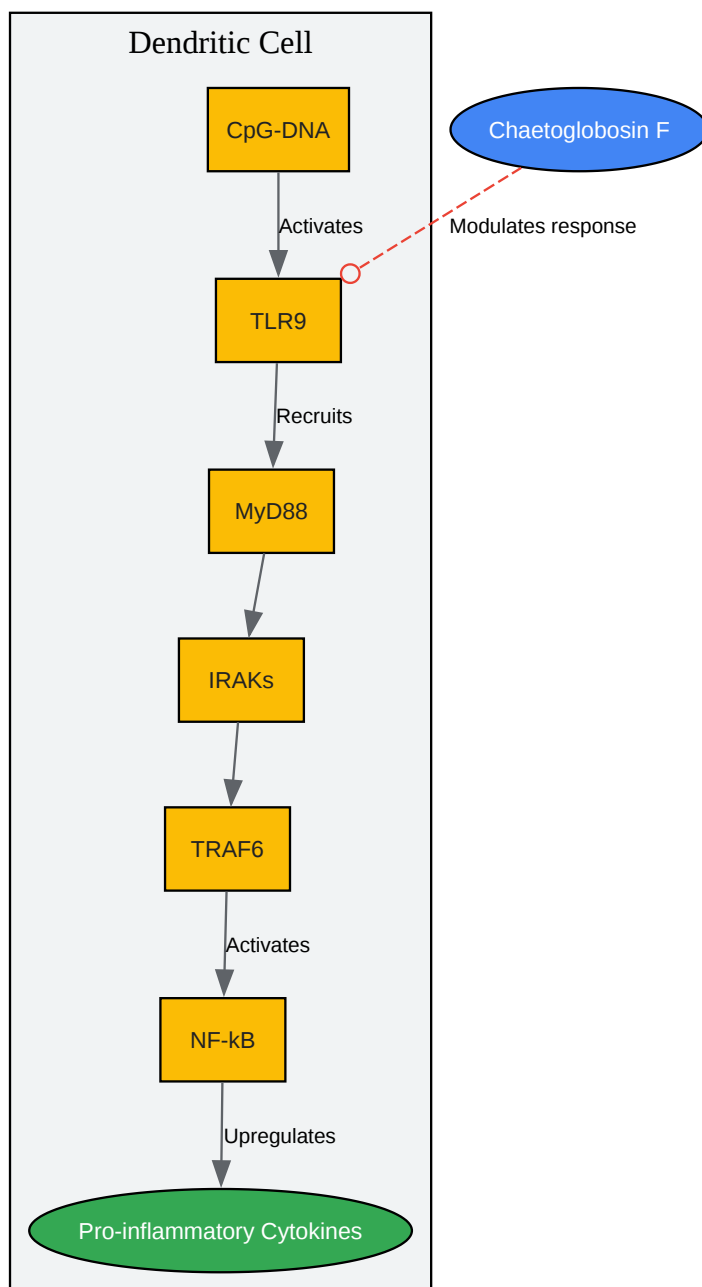 Dendritic Cell
CpG-DNA
Chaetoglobosin F
Activates
Modulates response
TLR9
Recruits
MyD88
IRAKs
TRAF6
Activates
NF-kB
Upregulates
Pro-inflammatory Cytokines